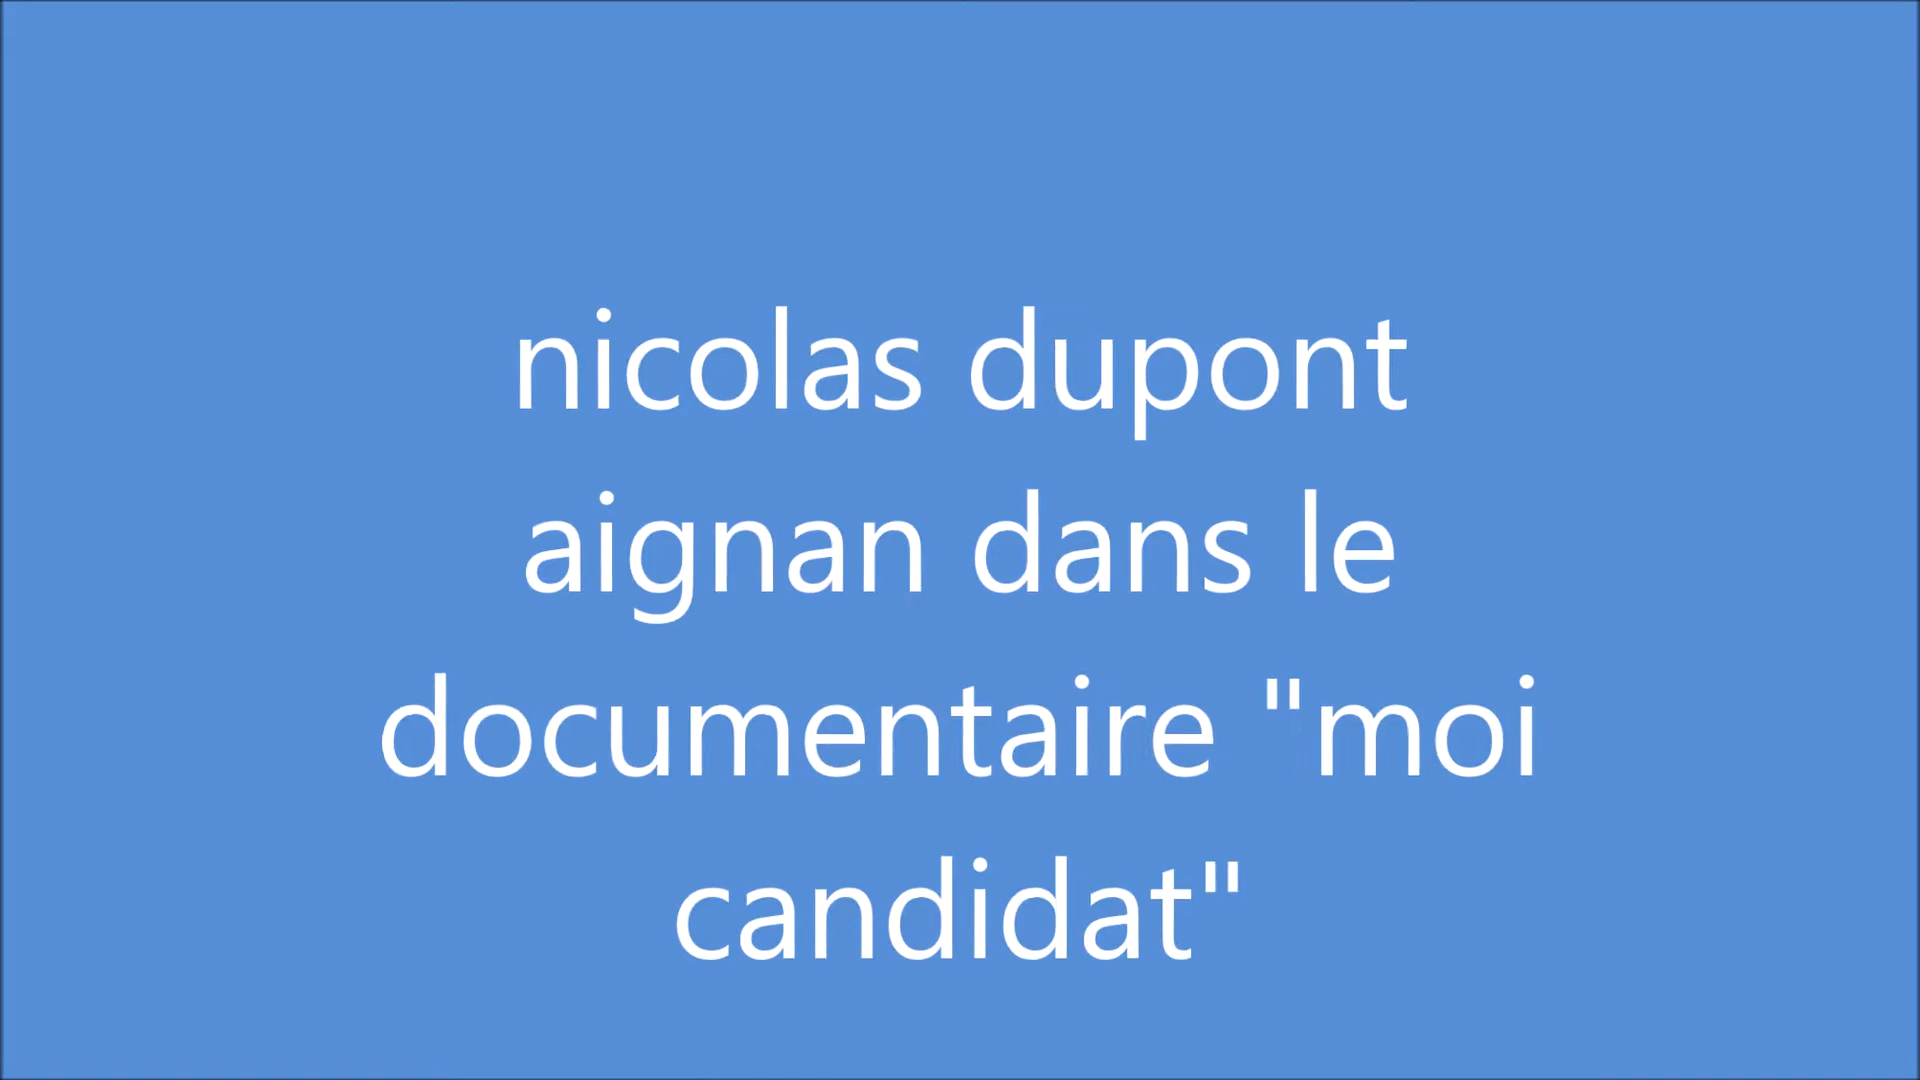 nicolas dupont
aignan dans le
documentaire "moi
candidat"